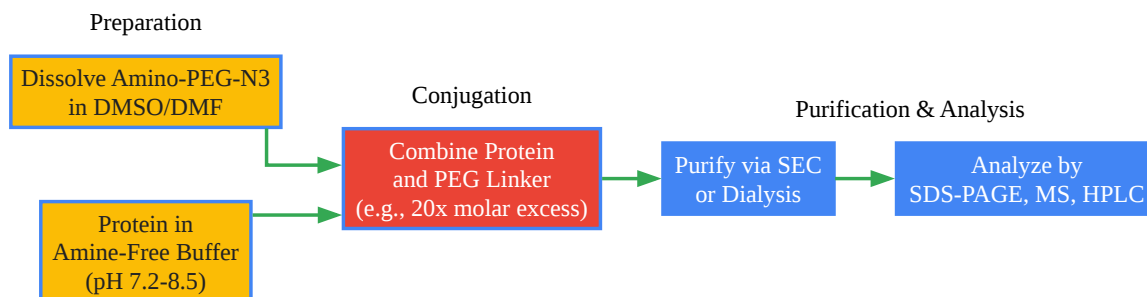 Preparation
Dissolve Amino-PEG-N3
in DMSO/DMF
Protein in
Amine-Free Buffer
(pH 7.2-8.5)
Conjugation
Combine Protein
and PEG Linker
(e.g., 20x molar excess)
Purification & Analysis
Purify via SEC
or Dialysis
Analyze by
SDS-PAGE, MS, HPLC